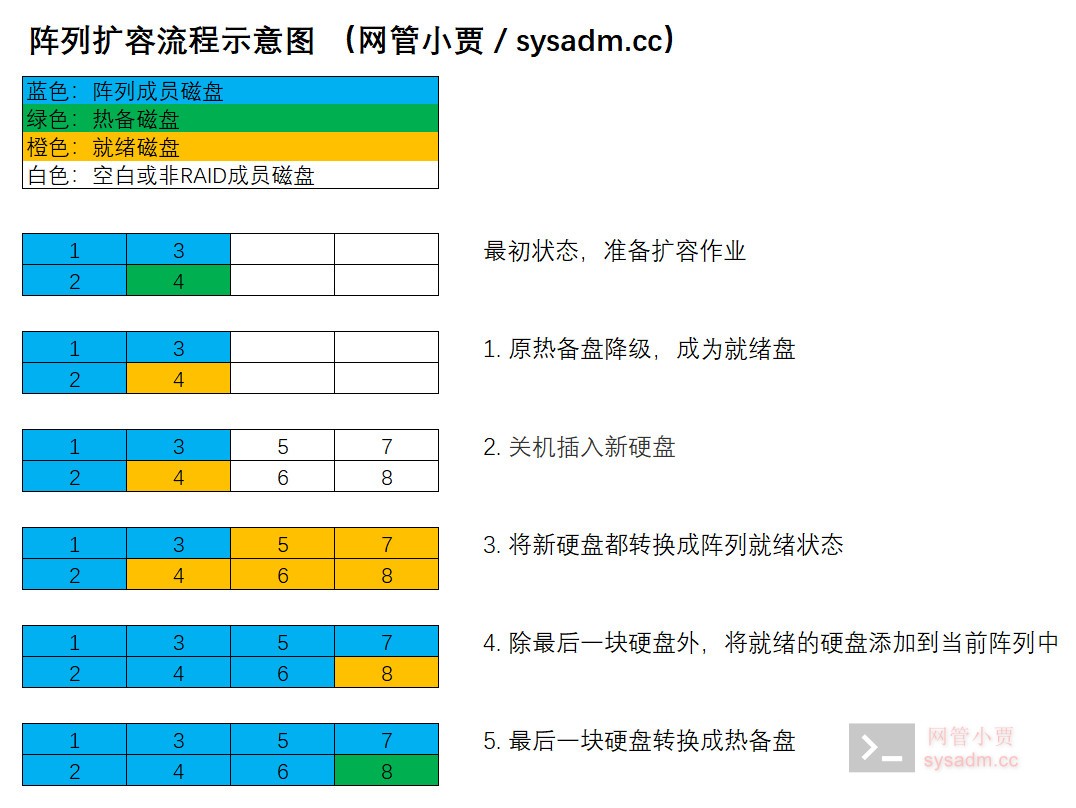 阵列扩容流程示意图 （网管小贾 / sysadm.cc）
蓝色：阵列成员磁盘
绿色：热备磁盘
橙色：就绪磁盘
白色：空白或非RAID成员磁盘
1 3
2 4
最初状态，准备扩容作业
1 3
2 4
1. 原热备盘降级，成为就绪盘
1 3 5 7
2 4 6 8
2. 关机插入新硬盘
1 3 5 7
2 4 6 8
3. 将新硬盘都转换成阵列就绪状态
1 3 5 7
2 4 6 8
4. 除最后一块硬盘外，将就绪的硬盘添加到当前阵列中
1 3 5 7
2 4 6 8
5. 最后一块硬盘转换成热备盘
网管小贾
sysadm.cc